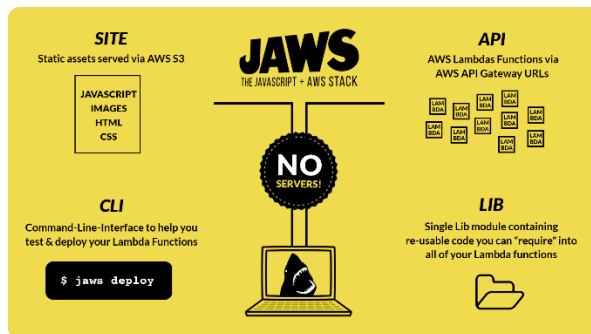 SITE
Static assets served via AWS S3
JAVASCRIPT
IMAGES
HTML
CSS
JAWS
THE JAVASCRIPT + AWS STACK
API
AWS Lambdas Functions via
AWS API Gateway URLs
LAM
BDA
LAM
BDA
LAM
BDA
LAM
BDA
LAM
BDA
LAM
BDA
LAM
BDA
LAM
BDA
LAM
BDA
LAM
BDA
LAM
BDA
NO
SERVERS!
CLI
Command-Line-Interface to help you
test & deploy your Lambda Functions
$ jaws deploy
LIB
Single Lib module containing
re-usable code you can “require” into
all of your Lambda functions